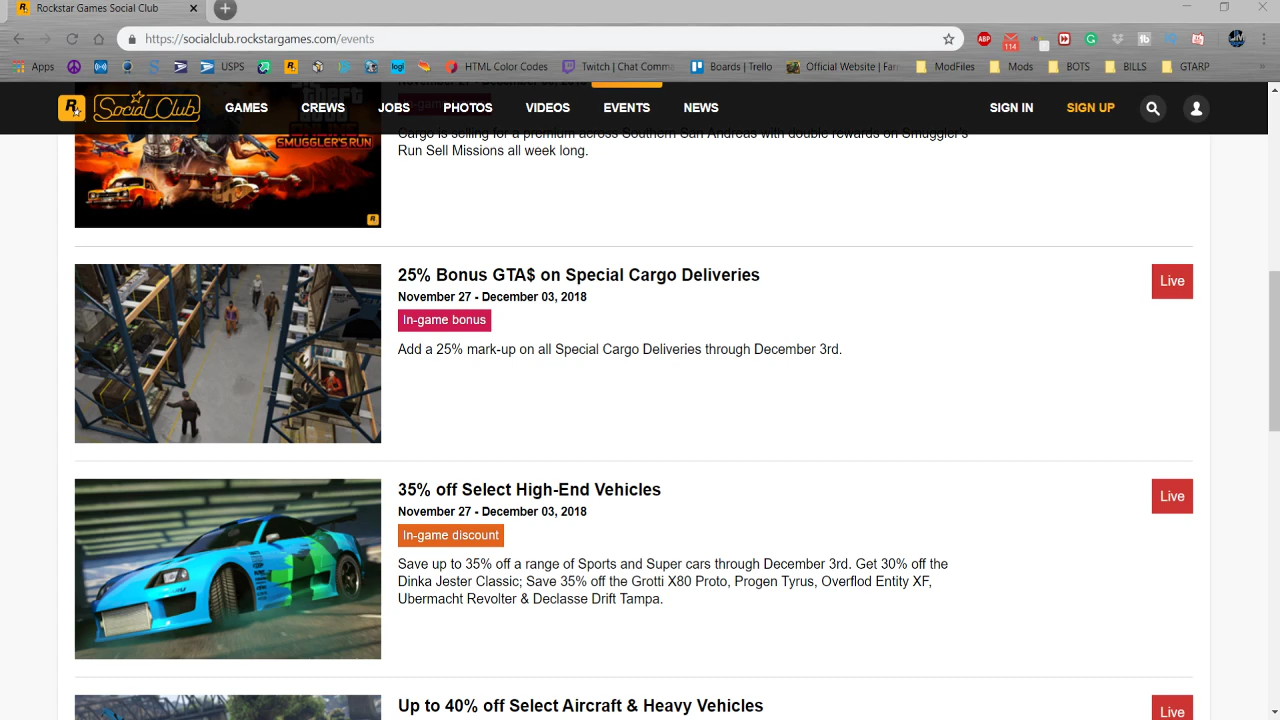 Rockstar Games Social Club
https://socialclub.rockstargames.com/events
ABP
114
Apps
USPS
logi
HTML Color Codes
Twitch | Chat Comme
Boards | Trello
Official Website | Far
ModFiles
Mods
BOTS
BILLS
GTARP
Social Club
GAMES
CREWS
JOBS
PHOTOS
VIDEOS
EVENTS
NEWS
SIGN IN
SIGN UP
SMUGGLER'S RUN
Cargo is selling for a premium across Southern San Andreas with double rewards on Smuggler's
Run Sell Missions all week long.
25% Bonus GTA$ on Special Cargo Deliveries
Live
November 27 - December 03, 2018
In-game bonus
Add a 25% mark-up on all Special Cargo Deliveries through December 3rd.
35% off Select High-End Vehicles
Live
November 27 - December 03, 2018
In-game discount
Save up to 35% off a range of Sports and Super cars through December 3rd. Get 30% off the
Dinka Jester Classic; Save 35% off the Grotti X80 Proto, Progen Tyrus, Overflod Entity XF,
Ubermacht Revolter & Declasse Drift Tampa.
Up to 40% off Select Aircraft & Heavy Vehicles
Live